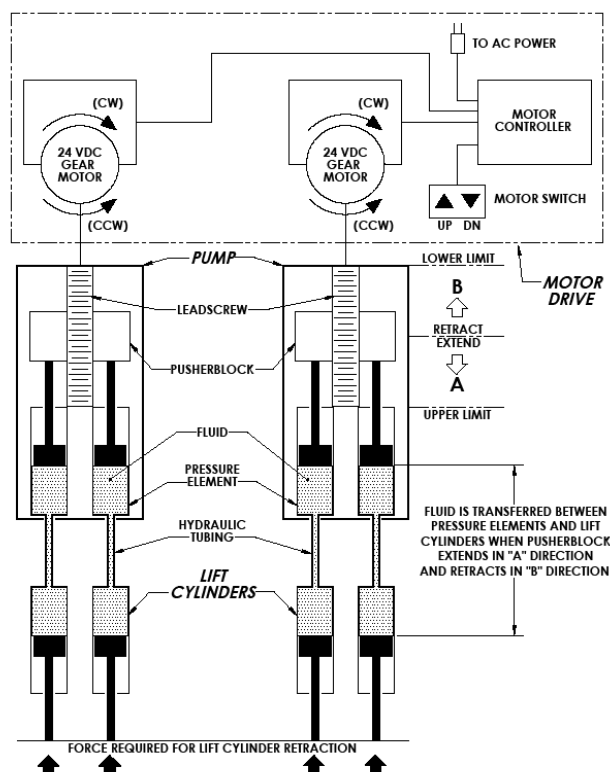 TO AC POWER
(CW)
(CW)
MOTOR
CONTROLLER
24 VDC
GEAR
MOTOR
24 VDC
GEAR
MOTOR
MOTOR SWITCH
UP DN
(CCW)
(CCW)
PUMP
LOWER LIMIT
MOTOR
DRIVE
B
LEADSCREW
RETRACT
EXTEND
PUSHERBLOCK
A
UPPER LIMIT
FLUID
PRESSURE
ELEMENT
FLUID IS TRANSFERRED BETWEEN
PRESSURE ELEMENTS AND LIFT
CYLINDERS WHEN PUSHERBLOCK
EXTENDS IN "A" DIRECTION
AND RETRACTS IN "B" DIRECTION
HYDRAULIC
TUBING
LIFT
CYLINDERS
FORCE REQUIRED FOR LIFT CYLINDER RETRACTION